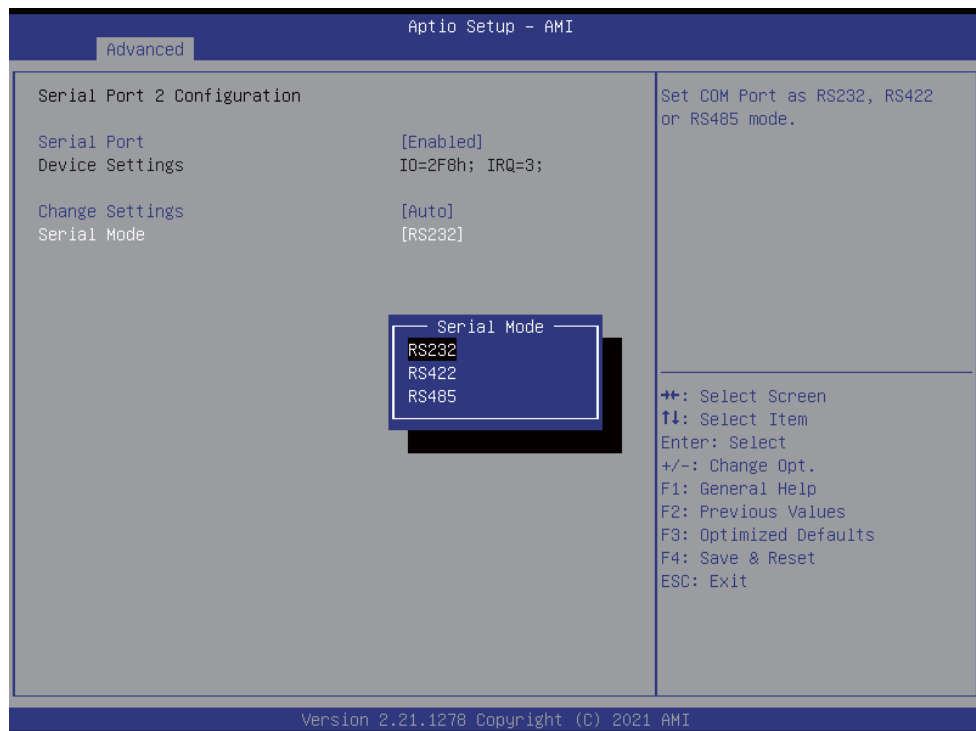 Aptio Setup – AMI
Advanced
Serial Port 2 Configuration
Serial Port [Enabled]
Device Settings IO=2F8h; IRQ=3;
Change Settings [Auto]
Serial Mode [RS232]
Serial Mode
RS232
RS422
RS485
Set COM Port as RS232, RS422
or RS485 mode.
→←: Select Screen
↑↓: Select Item
Enter: Select
+/-: Change Opt.
F1: General Help
F2: Previous Values
F3: Optimized Defaults
F4: Save & Reset
ESC: Exit
Version 2.21.1278 Copyright (C) 2021 AMI